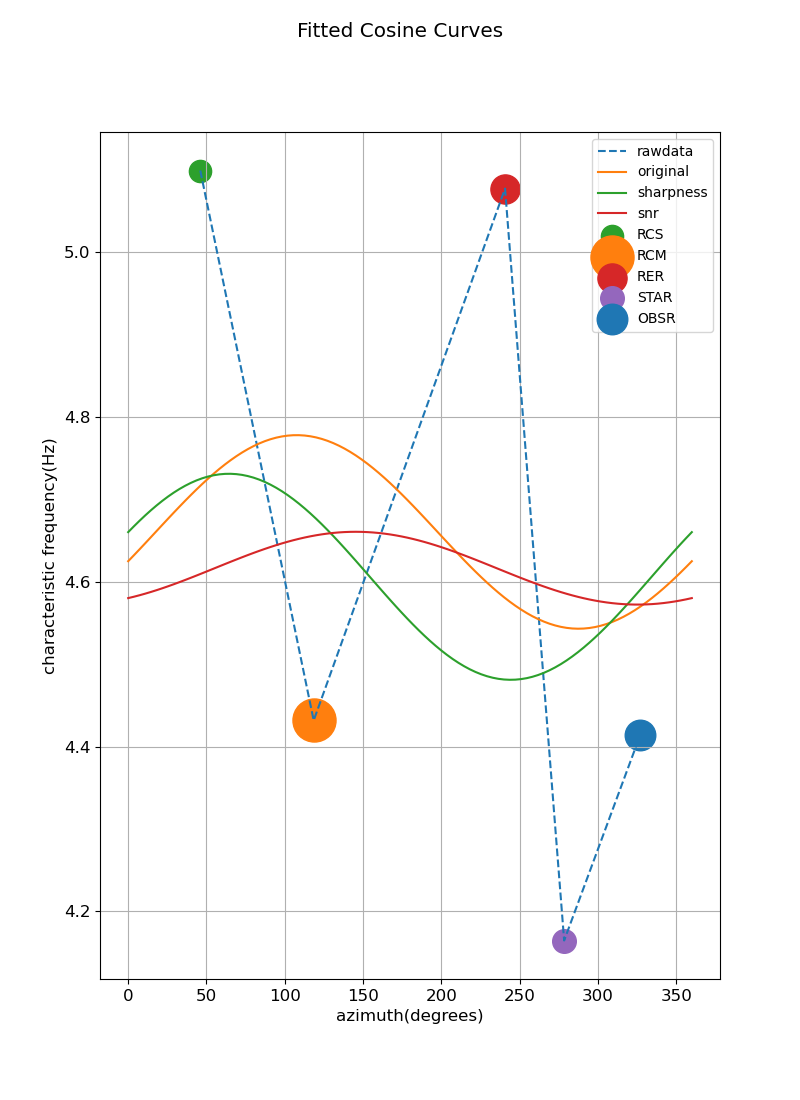 Fitted Cosine Curves
rawdata
original
sharpness
snr
RCS
RCM
RER
STAR
OBSR
characteristic frequency(Hz)
5.0
4.8
4.6
4.4
4.2
0 50 100 150 200 250 300 350
azimuth(degrees)